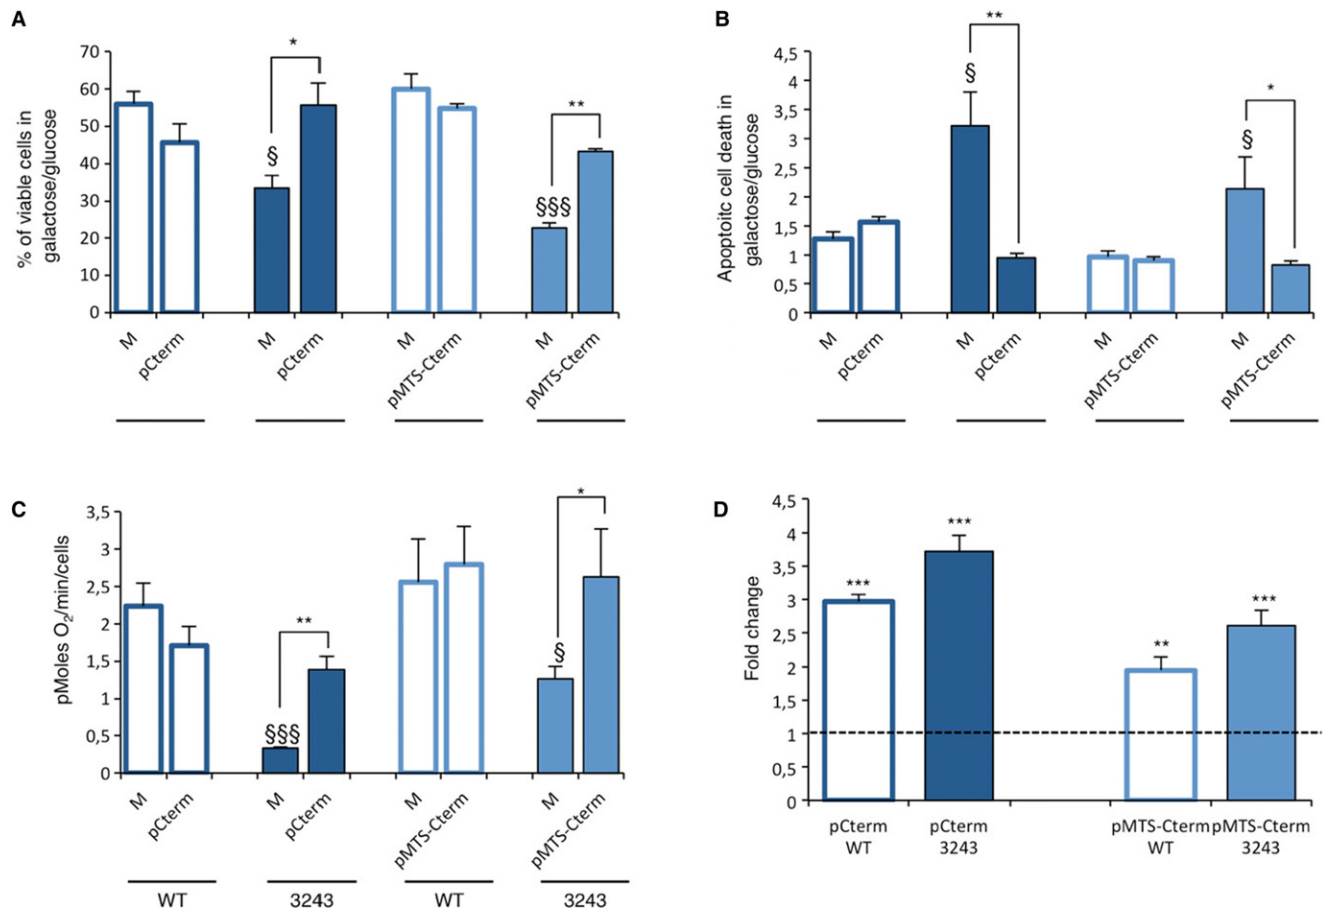 A
% of viable cells in
galactose/glucose
70
60
50
40
30
20
10
0
*
§
**
§§§
M
pCterm
M
pCterm
M
pMTS-Cterm
M
pMTS-Cterm
B
Apoptoitc cell death in
galactose/glucose
4,5
4
3,5
3
2,5
2
1,5
1
0,5
0
**
§
*
§
M
pCterm
M
pCterm
M
pMTS-Cterm
M
pMTS-Cterm
C
pMoles O2/min/cells
3,5
3
2,5
2
1,5
1
0,5
0
**
§§§
*
§
M
pCterm
M
pCterm
M
pMTS-Cterm
M
pMTS-Cterm
WT
3243
WT
3243
D
Fold change
4,5
4
3,5
3
2,5
2
1,5
1
0,5
0
***
***
**
***
pCterm
WT
pCterm
3243
pMTS-Cterm
WT
pMTS-Cterm
3243